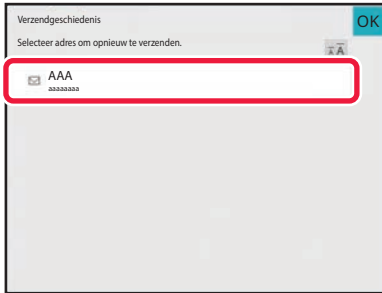 Verzendgeschiedenis
OK
Selecteer adres om opnieuw te verzenden.
AAA
aaaaaaaa